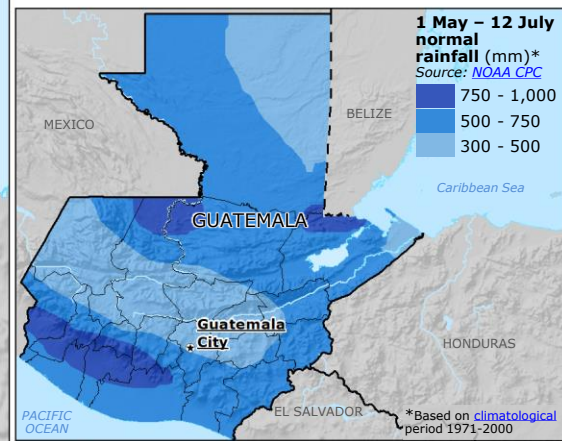 1 May – 12 July
normal
rainfall (mm)*
Source: NOAA CPC
750 - 1,000
500 - 750
300 - 500
MEXICO
BELIZE
Caribbean Sea
GUATEMALA
Guatemala
City
HONDURAS
EL SALVADOR
PACIFIC
OCEAN
*Based on climatological
period 1971-2000